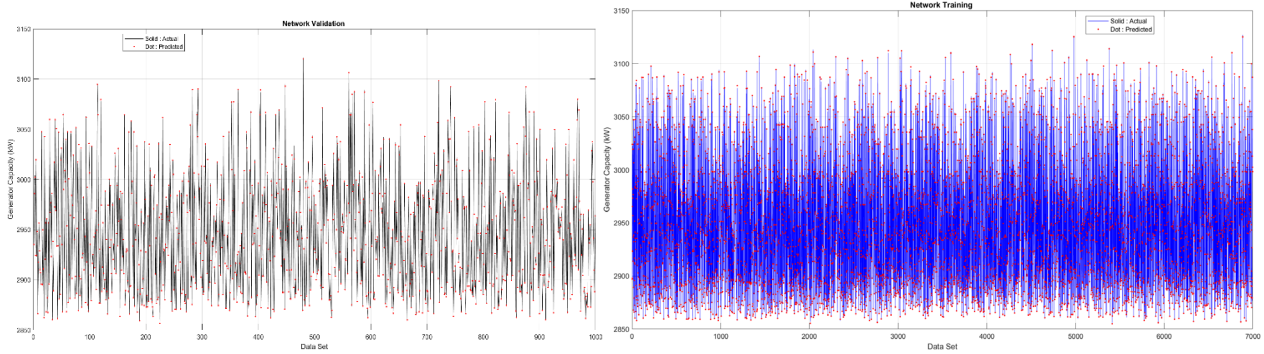 Network Validation
Solid : Actual
Dot : Predicted
Generator Capacity (kW)
3150
3100
3050
3000
2950
2900
2850
0 100 200 300 400 500 600 700 800 900 1000
Data Set
Network Training
Solid : Actual
Dot : Predicted
Generator Capacity (kW)
3150
3100
3050
3000
2950
2900
2850
0 1000 2000 3000 4000 5000 6000 7000
Data Set